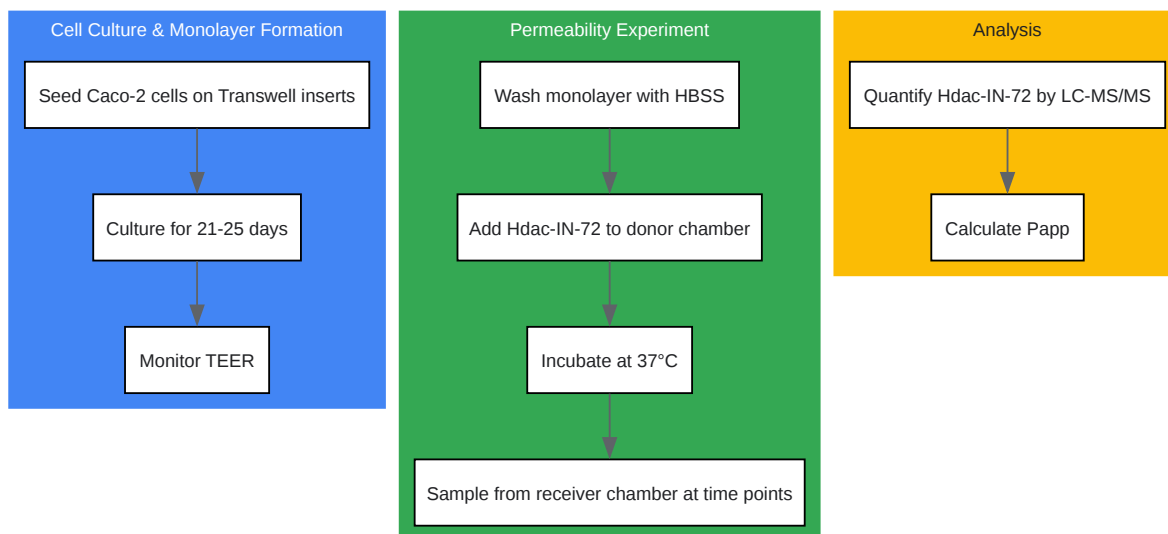 Cell Culture & Monolayer Formation
Seed Caco-2 cells on Transwell inserts
Culture for 21-25 days
Monitor TEER
Permeability Experiment
Wash monolayer with HBSS
Add Hdac-IN-72 to donor chamber
Incubate at 37°C
Sample from receiver chamber at time points
Analysis
Quantify Hdac-IN-72 by LC-MS/MS
Calculate Papp